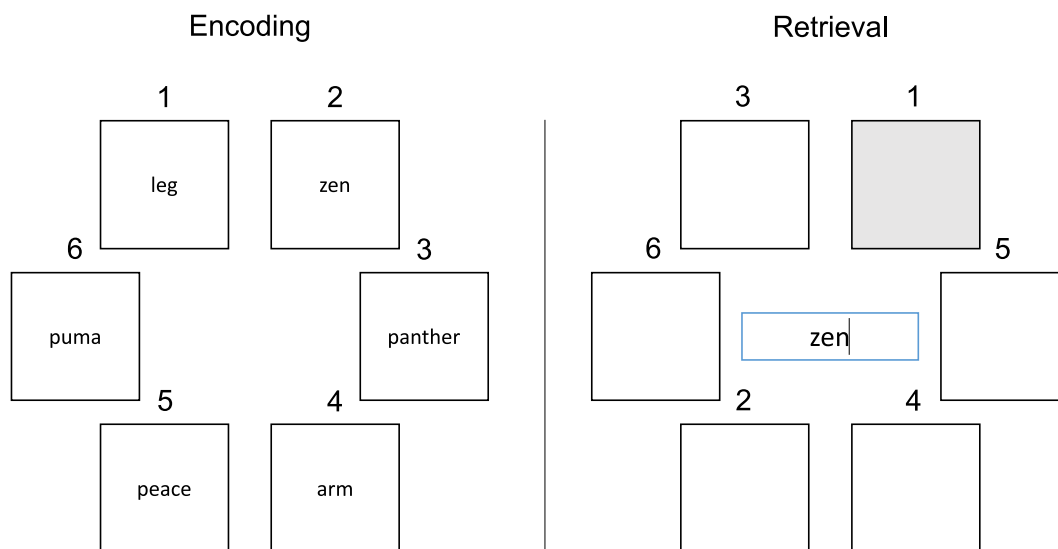 Encoding
1
2
leg
zen
6
3
puma
panther
5
4
peace
arm
Retrieval
3
1
6
5
zen
2
4